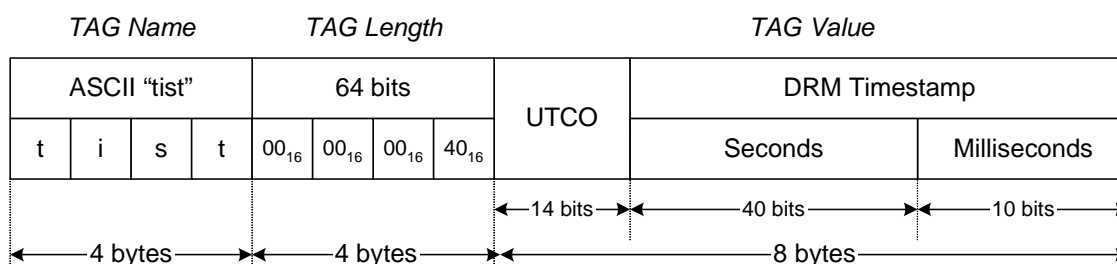 TAG Name TAG Length TAG Value
ASCII “tist” 64 bits UTCO DRM Timestamp
t i s t 00₁₆ 00₁₆ 00₁₆ 40₁₆ Seconds Milliseconds
14 bits 40 bits 10 bits
4 bytes 4 bytes 8 bytes